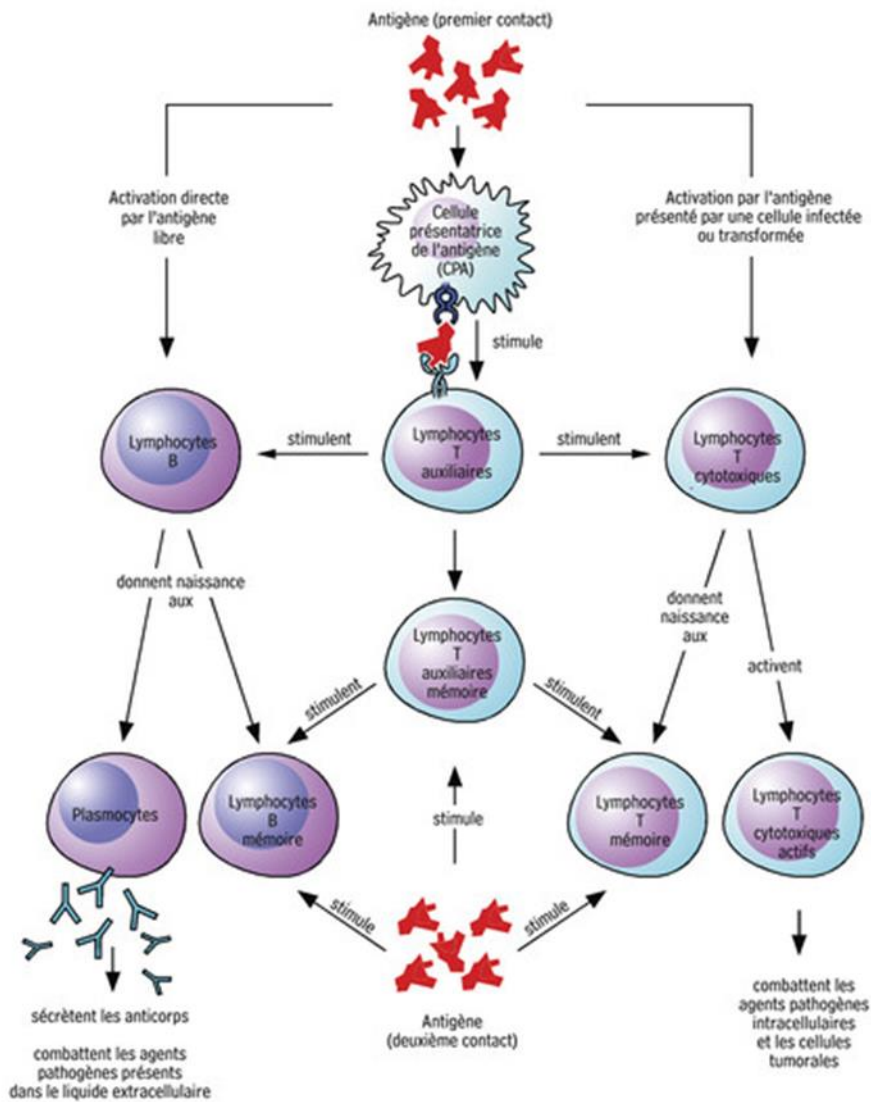 Antigène (premier contact)
Activation directe
par l'antigène
libre
Cellule
présentatrice
de l'antigène
(CPA)
Activation par l'antigène
présenté par une cellule infectée
ou transformée
stimule
Lymphocytes
B
stimulent
Lymphocytes
T
auxiliaires
stimulent
Lymphocytes
T
cytotoxiques
donnent naissance
aux
Lymphocytes
T
auxiliaires
mémoire
donnent
naissance
aux
activent
stimulent
stimulent
Plasmocytes
Lymphocytes
B
mémoire
stimule
Lymphocytes
T
mémoire
Lymphocytes
T
cytotoxiques
actifs
stimule
stimule
sécrètent les anticorps
combattent les agents
pathogènes présents
dans le liquide extracellulaire
Antigène
(deuxième contact)
combattent les
agents pathogènes
intracellulaires
et les cellules
tumorales